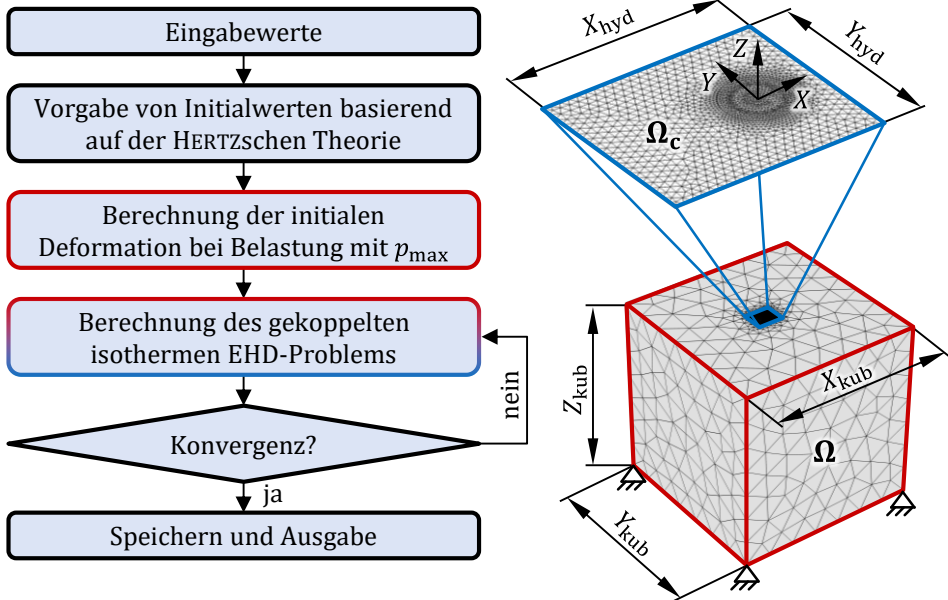 Eingabewerte
Vorgabe von Initialwerten basierend
auf der HERTZschen Theorie
Berechnung der initialen
Deformation bei Belastung mit p_max
Berechnung des gekoppelten
isothermen EHD-Problems
nein
Konvergenz?
ja
Speichern und Ausgabe
X_hyd
Y_hyd
Z
Y
X
Ω_c
Z_kub
X_kub
Ω
Y_kub